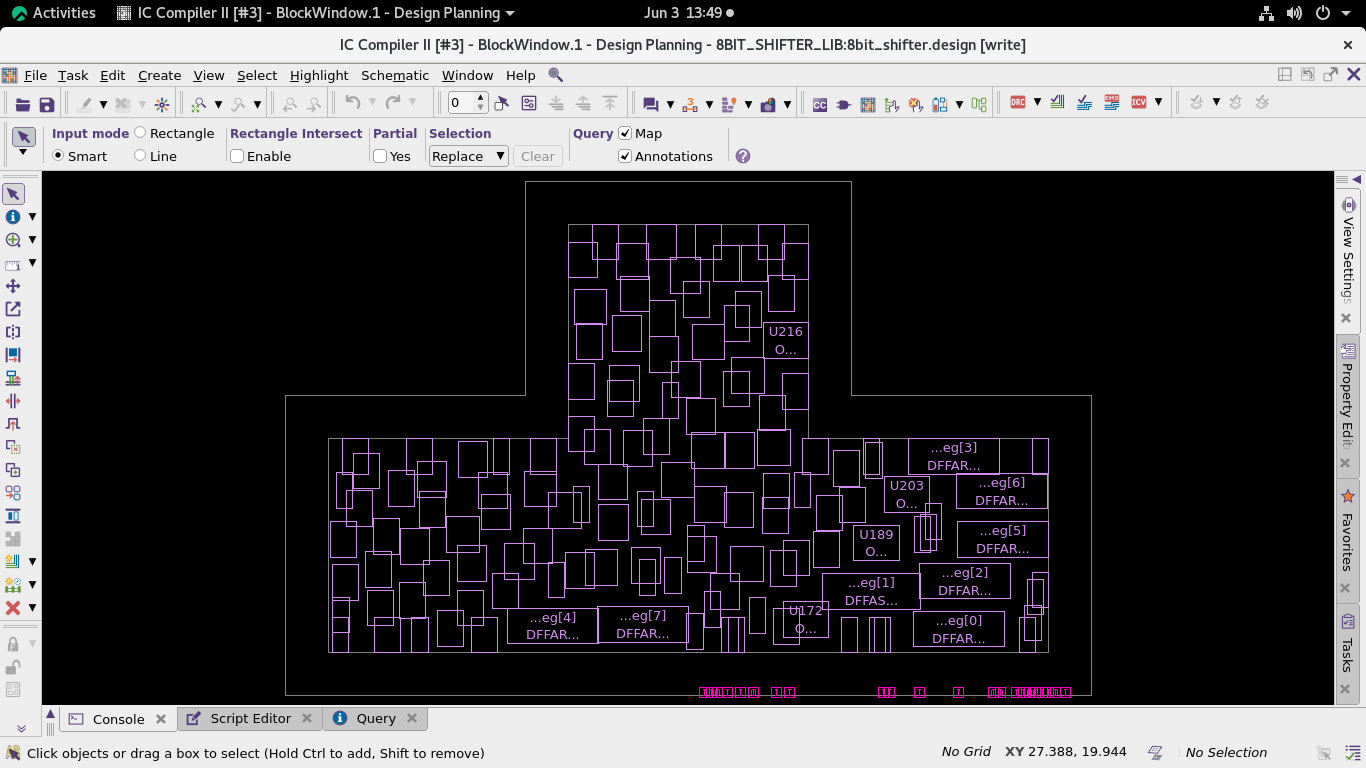 Activities
IC Compiler II [#3] - BlockWindow.1 - Design Planning
Jun 3 13:49
IC Compiler II [#3] - BlockWindow.1 - Design Planning - 8BIT_SHIFTER_LIB:8bit_shifter.design [write]
File Task Edit Create View Select Highlight Schematic Window Help
0
CC
DRC
ICV
Input mode Rectangle Rectangle Intersect Partial Selection Query Map
Smart Line Enable Yes Replace Clear Annotations
View Settings
Property Edit
Favorites
Tasks
U216
O...
...eg[3]
DFFAR...
...eg[6]
DFFAR...
U203
O...
...eg[5]
DFFAR...
U189
O...
...eg[2]
DFFAR...
...eg[1]
DFFAS...
U172
O...
...eg[4]
DFFAR...
...eg[7]
DFFAR...
...eg[0]
DFFAR...
Console Script Editor Query
Click objects or drag a box to select (Hold Ctrl to add, Shift to remove)
No Grid XY 27.388, 19.944 No Selection